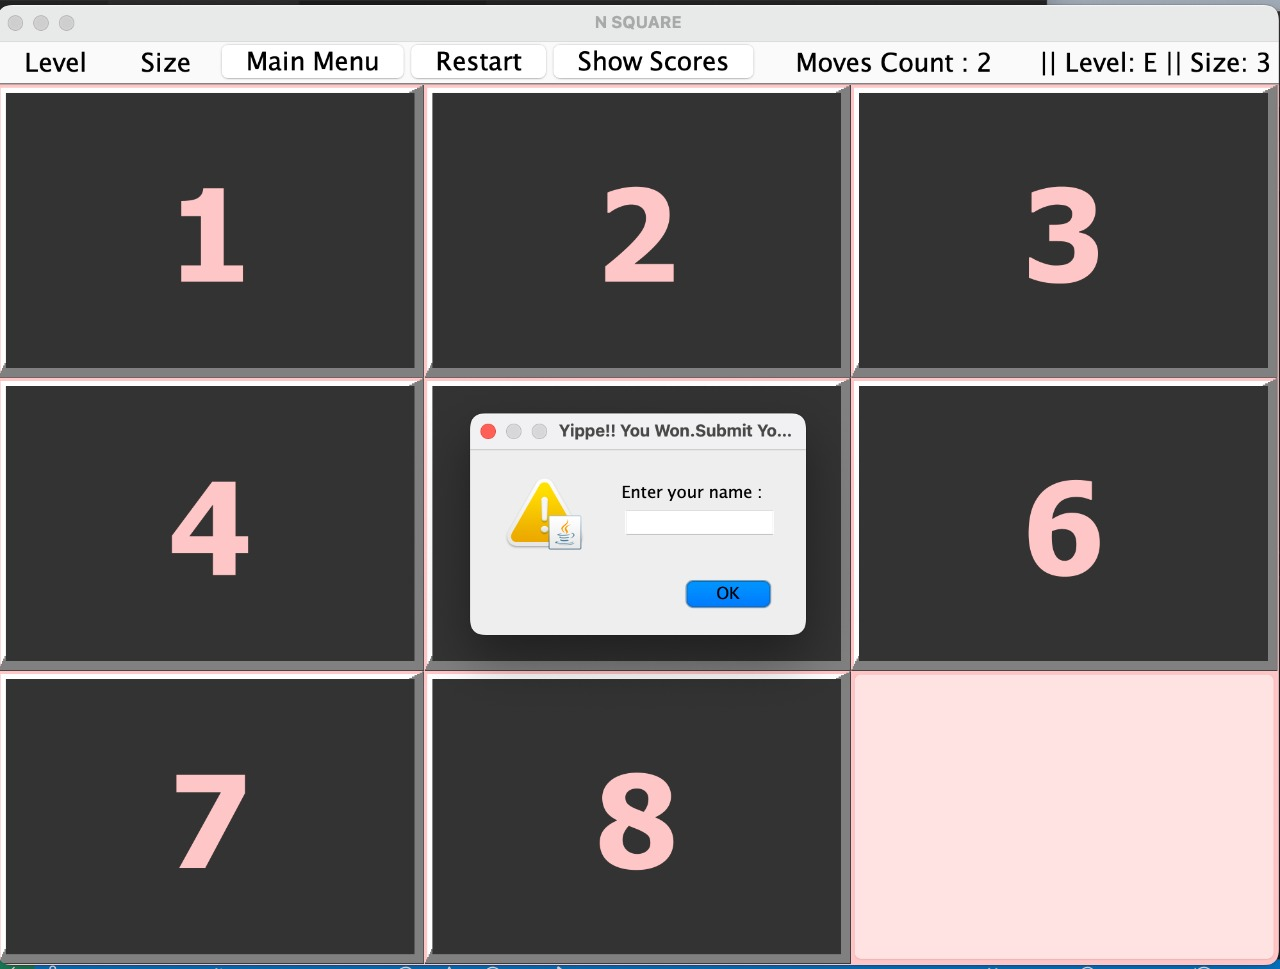 N SQUARE
Level Size Main Menu Restart Show Scores Moves Count : 2 || Level: E || Size: 3
1 2 3
Yippe!! You Won.Submit Yo...
Enter your name :
4 6
OK
7 8